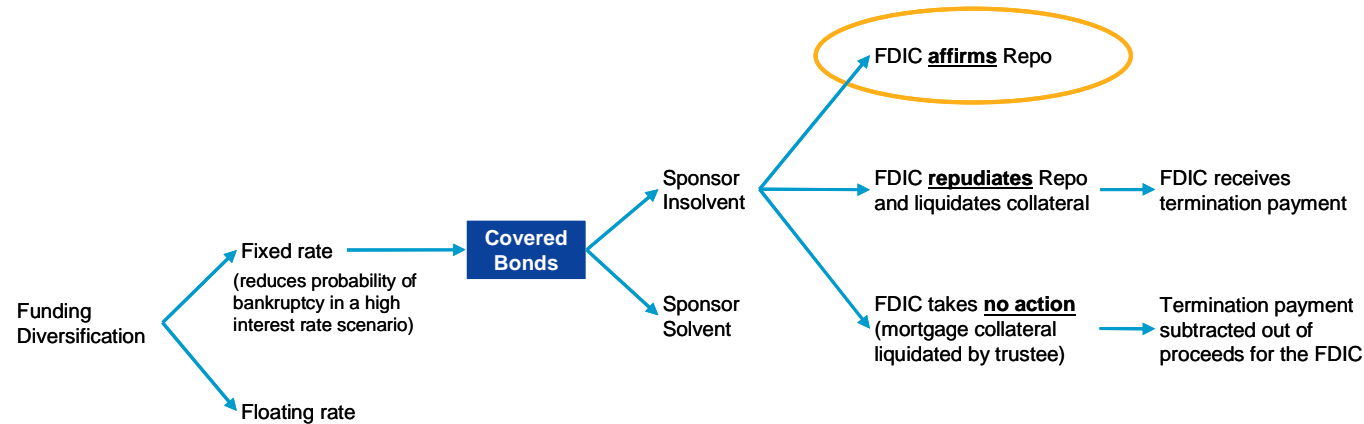 FDIC affirms Repo
Sponsor
Insolvent
FDIC repudiates Repo
and liquidates collateral
FDIC receives
termination payment
Covered
Bonds
Fixed rate
(reduces probability of
bankruptcy in a high
interest rate scenario)
Funding
Diversification
Sponsor
Solvent
FDIC takes no action
(mortgage collateral
liquidated by trustee)
Termination payment
subtracted out of
proceeds for the FDIC
Floating rate